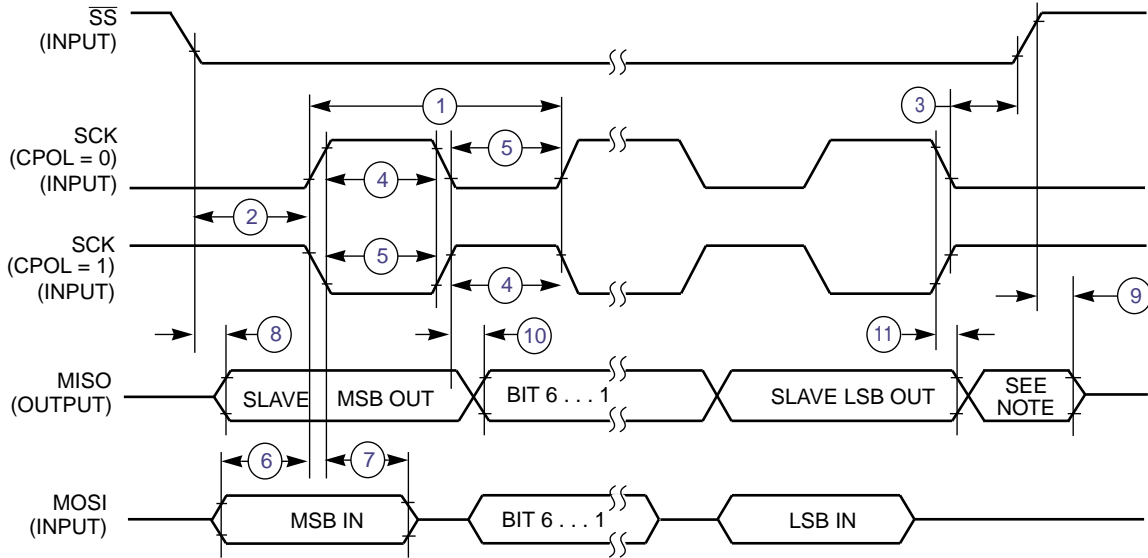 SS
(INPUT)
1
3
SCK
(CPOL = 0)
(INPUT)
5
4
2
SCK
(CPOL = 1)
(INPUT)
5
4
9
8
10
11
MISO
(OUTPUT)
SLAVE MSB OUT
BIT 6 . . . 1
SLAVE LSB OUT
SEE
NOTE
6
7
MOSI
(INPUT)
MSB IN
BIT 6 . . . 1
LSB IN